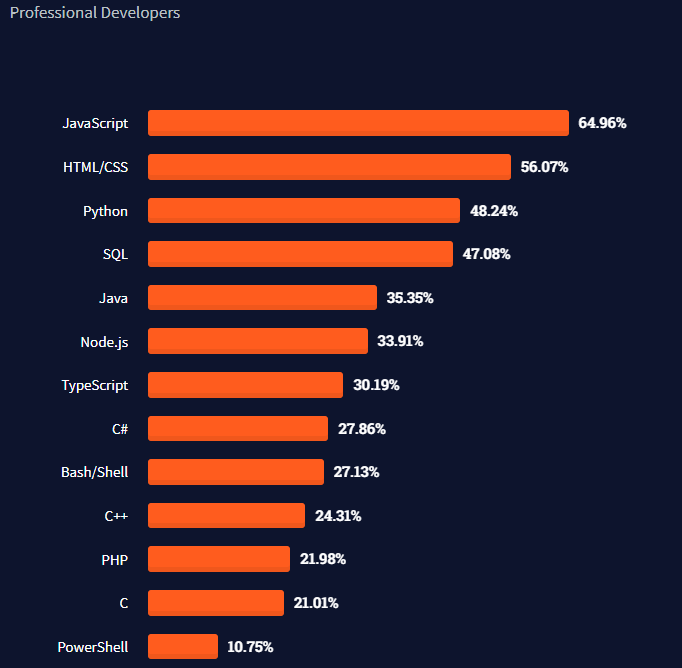 Professional Developers
JavaScript 64.96%
HTML/CSS 56.07%
Python 48.24%
SQL 47.08%
Java 35.35%
Node.js 33.91%
TypeScript 30.19%
C# 27.86%
Bash/Shell 27.13%
C++ 24.31%
PHP 21.98%
C 21.01%
PowerShell 10.75%